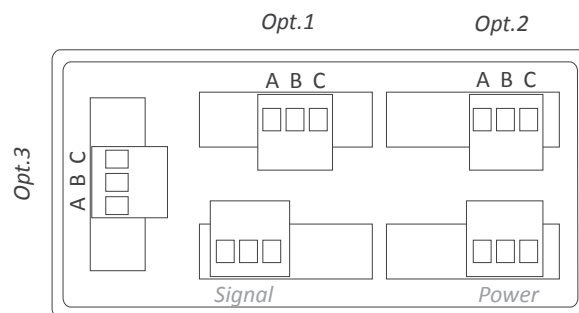 Opt.1 Opt.2
A B C A B C
Opt.3
A B C
Signal Power